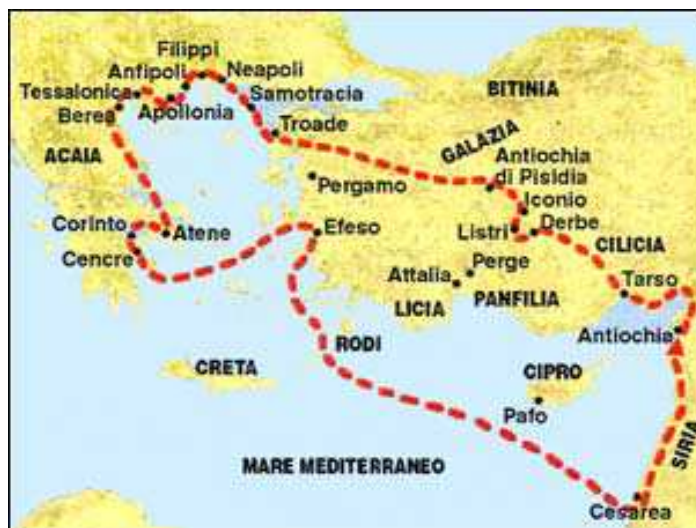 Filippi
Anfipoli
Neapoli
Tessalonica
Samotracia
Berea
Apollonia
BITINIA
Troade
ACAIA
GALAZIA
Antiochia
di Pisidia
Pergamo
Iconio
Corinto
Atene
Efeso
Listri
Derbe
Cencre
CILICIA
Attalia
Perge
Tarso
LICIA
PANFILIA
Antiochia
RODI
CRETA
CIPRO
Pafo
SIRIA
MARE MEDITERRANEO
Cesarea